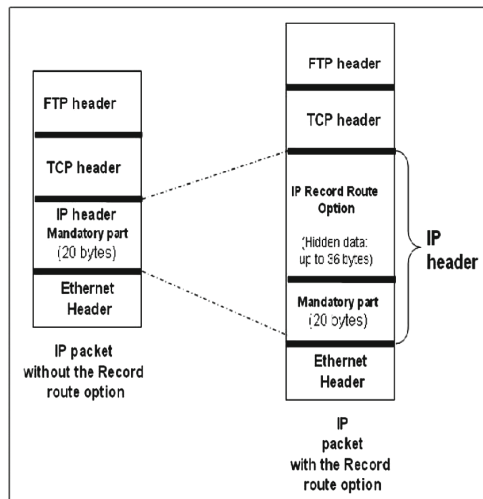 FTP header
TCP header
IP header
Mandatory part
(20 bytes)
Ethernet
Header
IP packet
without the Record
route option
FTP header
TCP header
IP Record Route
Option
(Hidden data:
up to 36 bytes)
Mandatory part
(20 bytes)
Ethernet
Header
IP
header
IP
packet
with the Record
route option